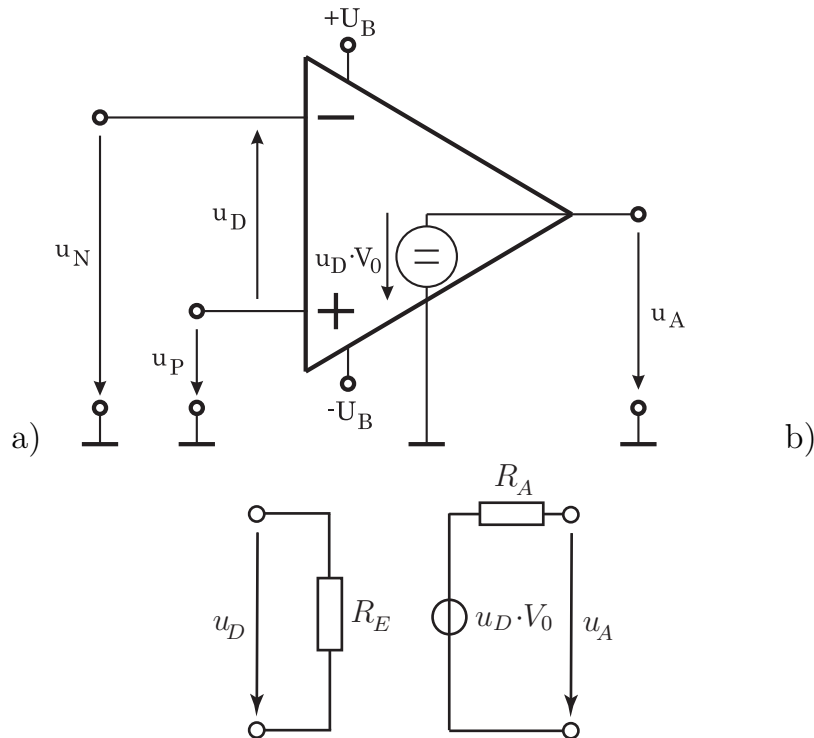 +U_B
−
u_D
u_N
u_D·V_0
+
u_P
u_A
-U_B
a)
b)
R_A
u_D
R_E
u_D·V_0
u_A